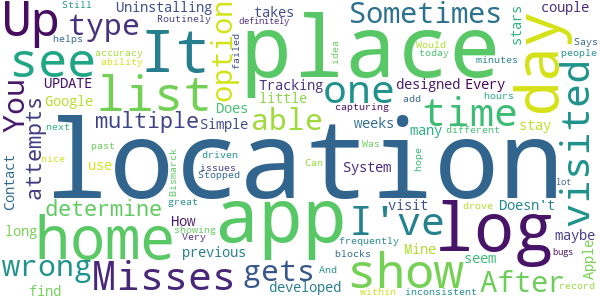 Up type Uninstalling Routinely takes definitely today Sometimes couple
Still helps failed idea stars Says people
see It option place day
accuracy ability Would minutes
UPDATE Google Tracking little designed Every hours
You list one time visited
Does Simple able capturing add different
attempts multiple weeks many stay
location
Contact next past use nice Bismarck driven issues Stopped Can Was System hope Doesn't
home determine How app I've visit log maybe
great Very showing previous Mine drove lot
long wrong Misses gets And frequently blocks seem bugs Apple
find developed show After record
within inconsistent